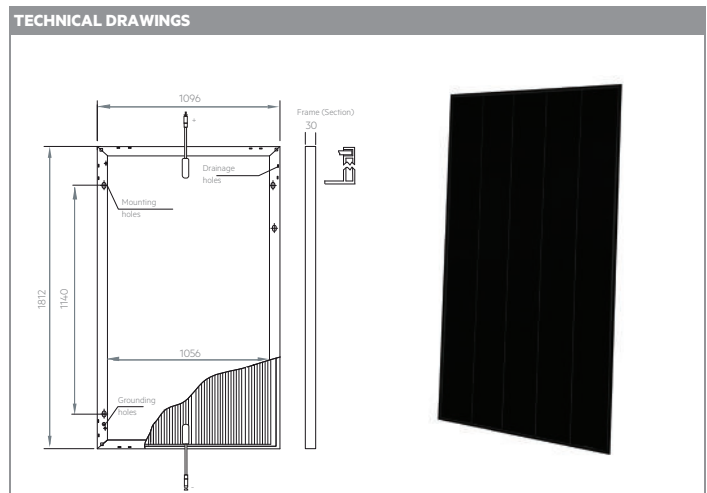 TECHNICAL DRAWINGS
1096
Frame (Section)
30
+
Drainage
holes
Mounting
holes
1812
1140
1056
Grounding
holes
-